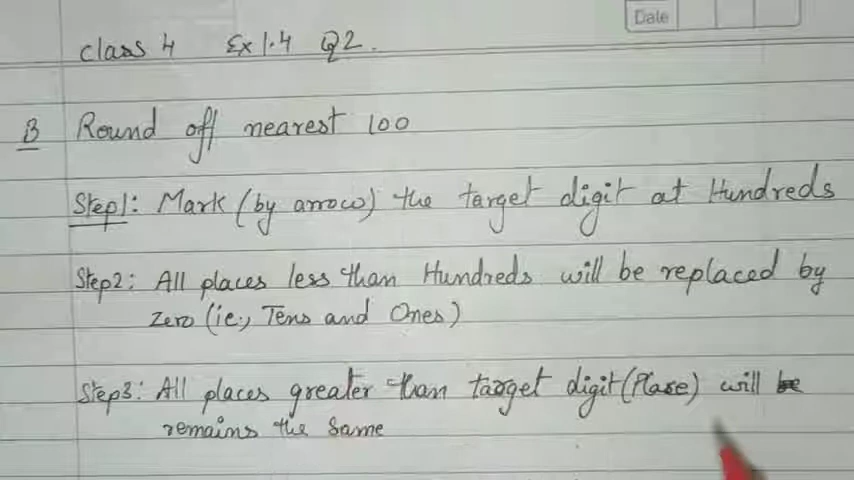 Date
class 4 Ex 1.4 Q2.
B Round off nearest 100
Step1: Mark (by arrow) the target digit at Hundreds
Step2: All places less than Hundreds will be replaced by
Zero (ie., Tens and Ones)
Step3: All places greater than target digit (Place) will be
remains the same